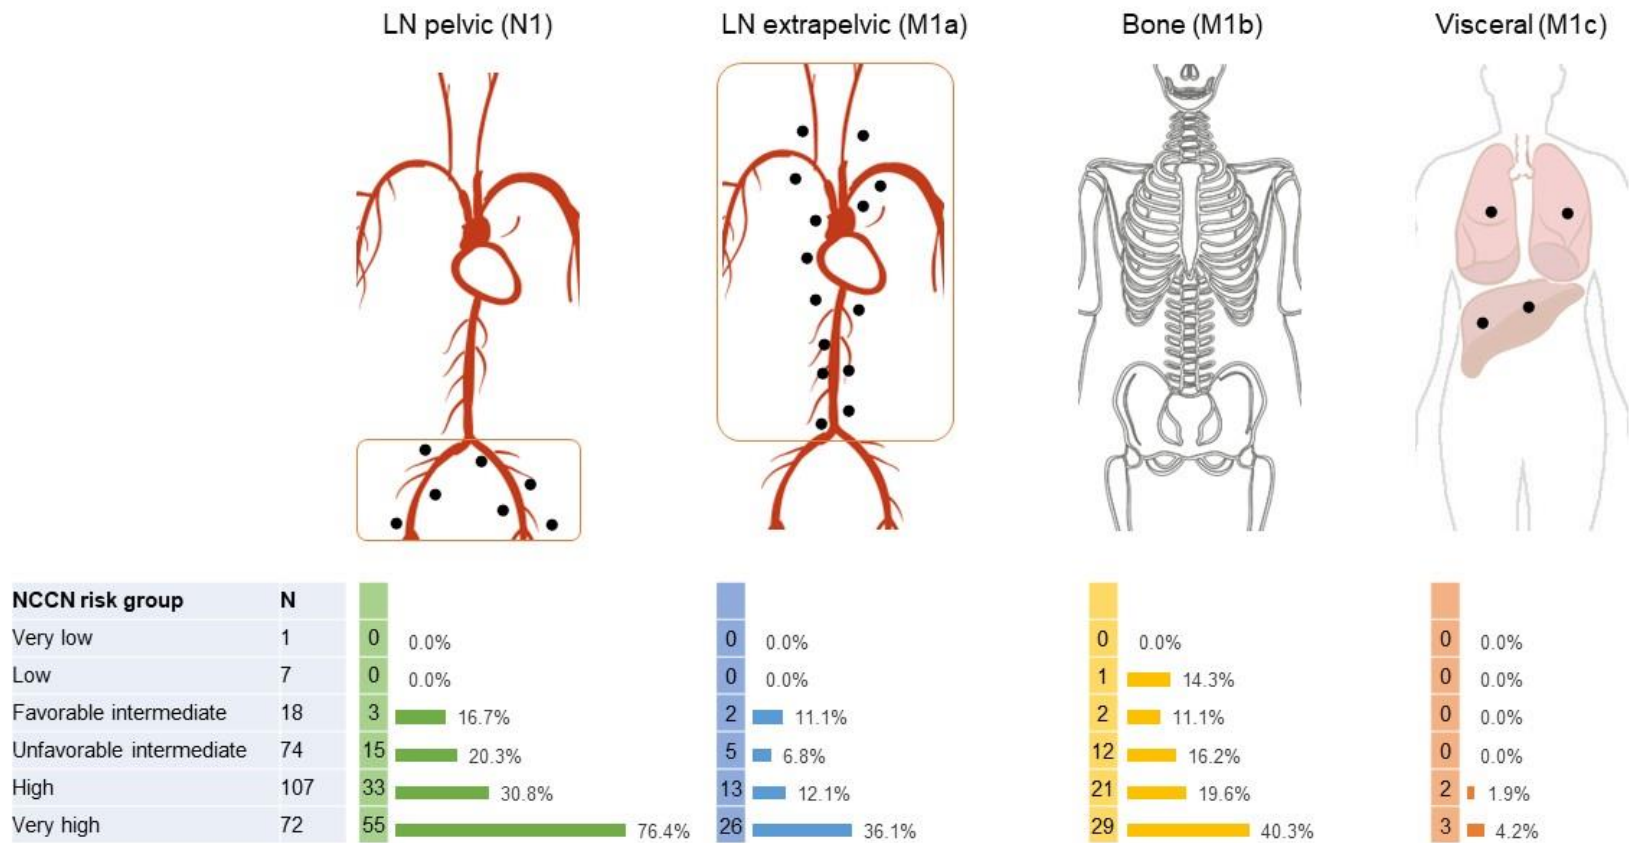 LN pelvic (N1) LN extrapelvic (M1a) Bone (M1b) Visceral (M1c)
NCCN risk group N
Very low 1 0 0.0% 0 0.0% 0 0.0% 0 0.0%
Low 7 0 0.0% 0 0.0% 1 14.3% 0 0.0%
Favorable intermediate 18 3 16.7% 2 11.1% 2 11.1% 0 0.0%
Unfavorable intermediate 74 15 20.3% 5 6.8% 12 16.2% 0 0.0%
High 107 33 30.8% 13 12.1% 21 19.6% 2 1.9%
Very high 72 55 76.4% 26 36.1% 29 40.3% 3 4.2%